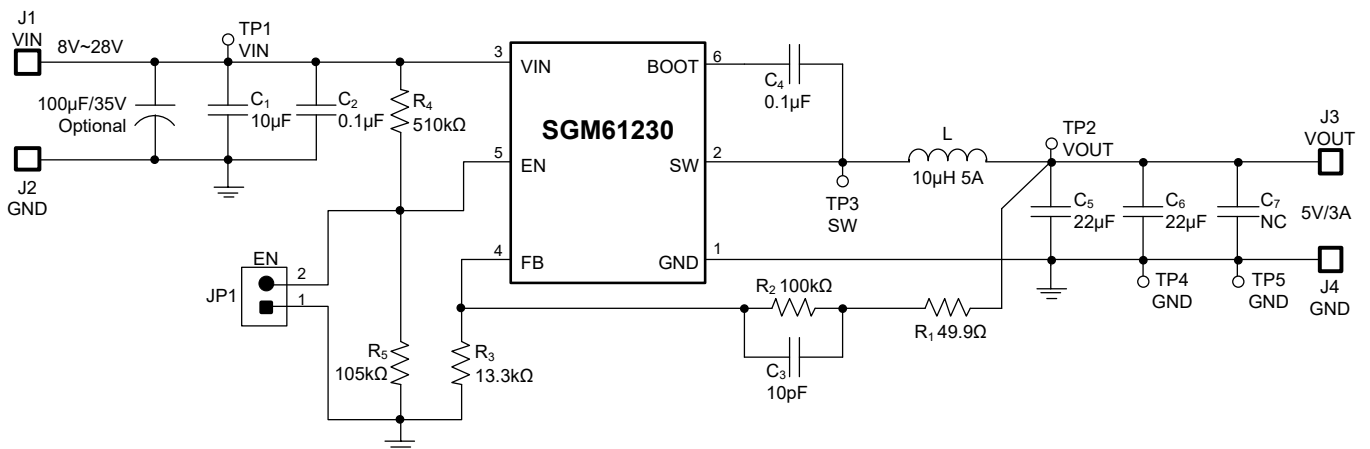 J1
VIN
8V~28V
TP1
VIN
100μF/35V
Optional
C1
10μF
C2
0.1μF
R4
510kΩ
J2
GND
3
VIN
5
EN
4
FB
SGM61230
BOOT
6
SW
2
GND
1
C4
0.1μF
TP3
SW
L
10μH 5A
TP2
VOUT
J3
VOUT
C5
22μF
C6
22μF
C7
NC
5V/3A
TP4
GND
TP5
GND
J4
GND
EN
JP1
2
1
R5
105kΩ
R3
13.3kΩ
R2 100kΩ
C3
10pF
R1 49.9Ω